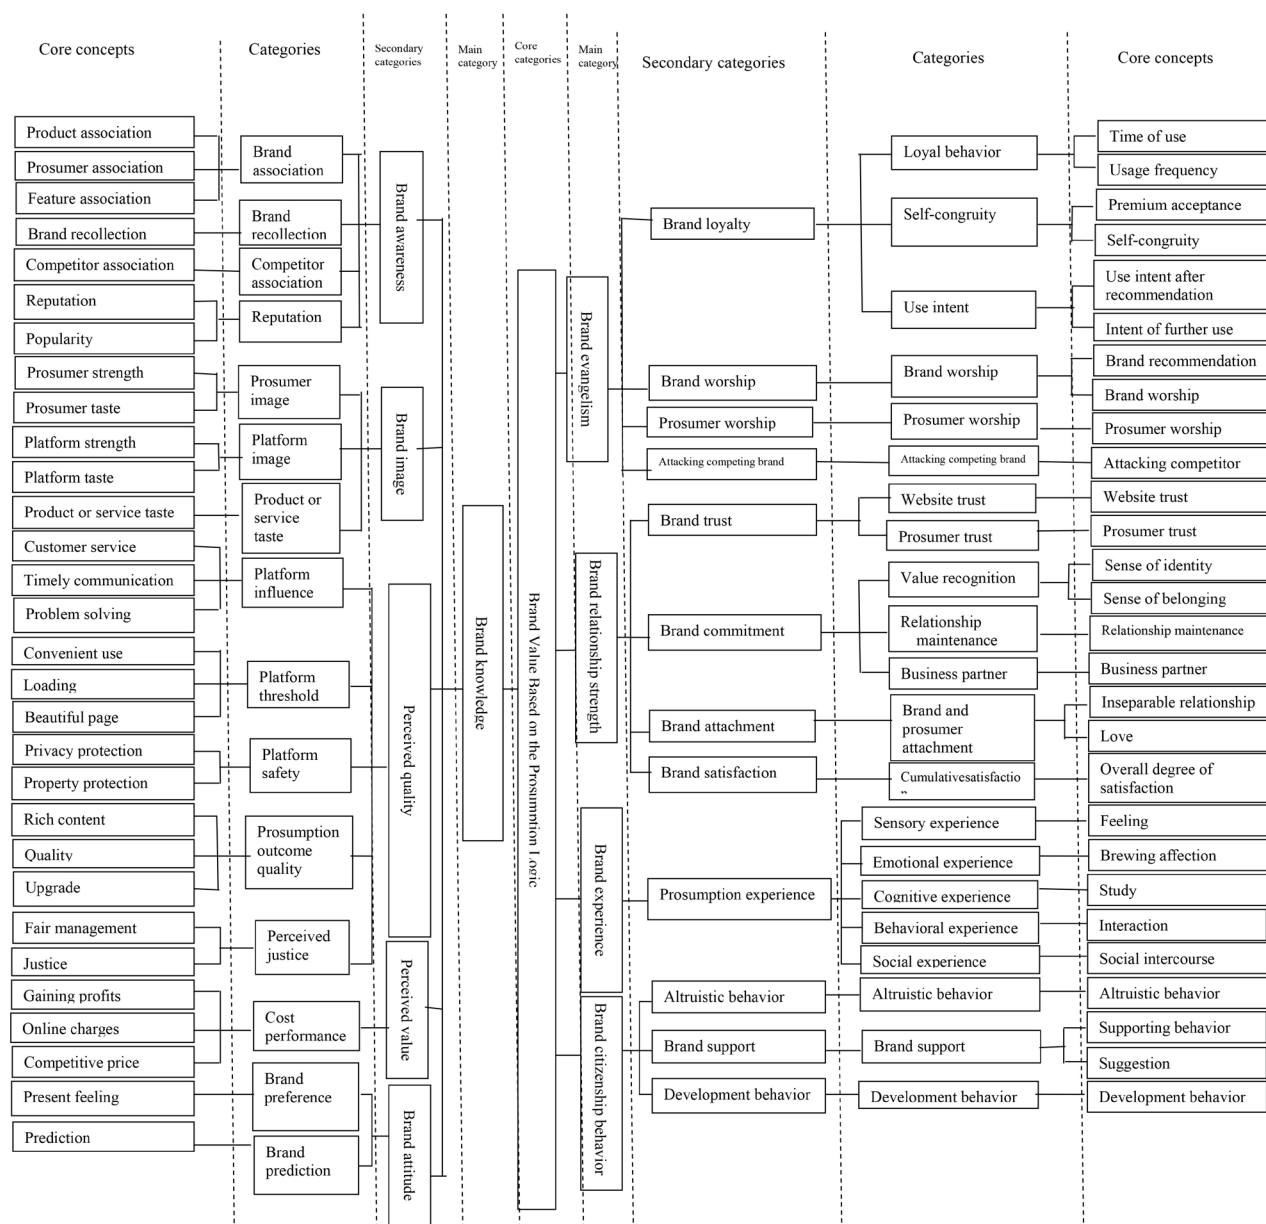 Core concepts
Categories
Secondary
categories
Main
category
Core
categories
Main
category
Secondary categories
Categories
Core concepts
Product association
Prosumer association
Feature association
Brand recollection
Competitor association
Reputation
Popularity
Prosumer strength
Prosumer taste
Platform strength
Platform taste
Product or service taste
Customer service
Timely communication
Problem solving
Convenient use
Loading
Beautiful page
Privacy protection
Property protection
Rich content
Quality
Upgrade
Fair management
Justice
Gaining profits
Online charges
Competitive price
Present feeling
Prediction
Brand
association
Brand
recollection
Competitor
association
Reputation
Prosumer
image
Platform
image
Product or
service
taste
Platform
influence
Platform
threshold
Platform
safety
Prosumption
outcome
quality
Perceived
justice
Cost
performance
Brand
preference
Brand
prediction
Brand awareness
Brand image
Perceived quality
Perceived value
Brand attitude
Brand knowledge
Brand Value Based on the Prosumption Logic
Brand evangelism
Brand relationship strength
Brand experience
Brand citizenship behavior
Brand loyalty
Brand worship
Prosumer worship
Attacking competing brand
Brand trust
Brand commitment
Brand attachment
Brand satisfaction
Prosumption experience
Altruistic behavior
Brand support
Development behavior
Loyal behavior
Self-congruity
Use intent
Brand worship
Prosumer worship
Attacking competing brand
Website trust
Prosumer trust
Value recognition
Relationship
maintenance
Business partner
Brand and
prosumer
attachment
Cumulativesatisfactio
n
Sensory experience
Emotional experience
Cognitive experience
Behavioral experience
Social experience
Altruistic behavior
Brand support
Development behavior
Time of use
Usage frequency
Premium acceptance
Self-congruity
Use intent after
recommendation
Intent of further use
Brand recommendation
Brand worship
Prosumer worship
Attacking competitor
Website trust
Prosumer trust
Sense of identity
Sense of belonging
Relationship maintenance
Business partner
Inseparable relationship
Love
Overall degree of
satisfaction
Feeling
Brewing affection
Study
Interaction
Social intercourse
Altruistic behavior
Supporting behavior
Suggestion
Development behavior